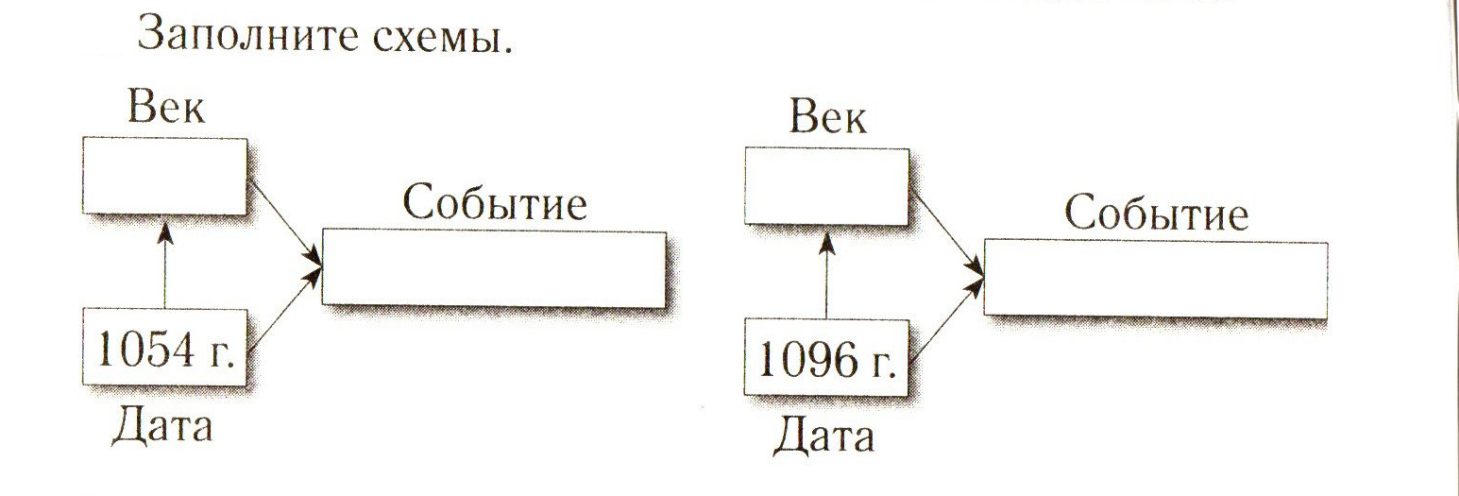 Заполните схемы.
Век
Событие
1054 г.
Дата
Век
Событие
1096 г.
Дата